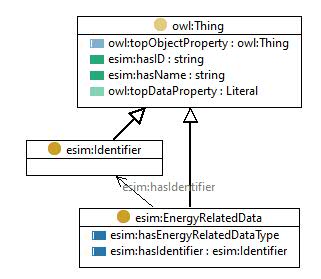 owl:Thing
owl:topObjectProperty : owl:Thing
esim:hasID : string
esim:hasName : string
owl:topDataProperty : Literal
esim:Identifier
esim:hasIdentifier
esim:EnergyRelatedData
esim:hasEnergyRelatedDataType
esim:hasIdentifier : esim:Identifier